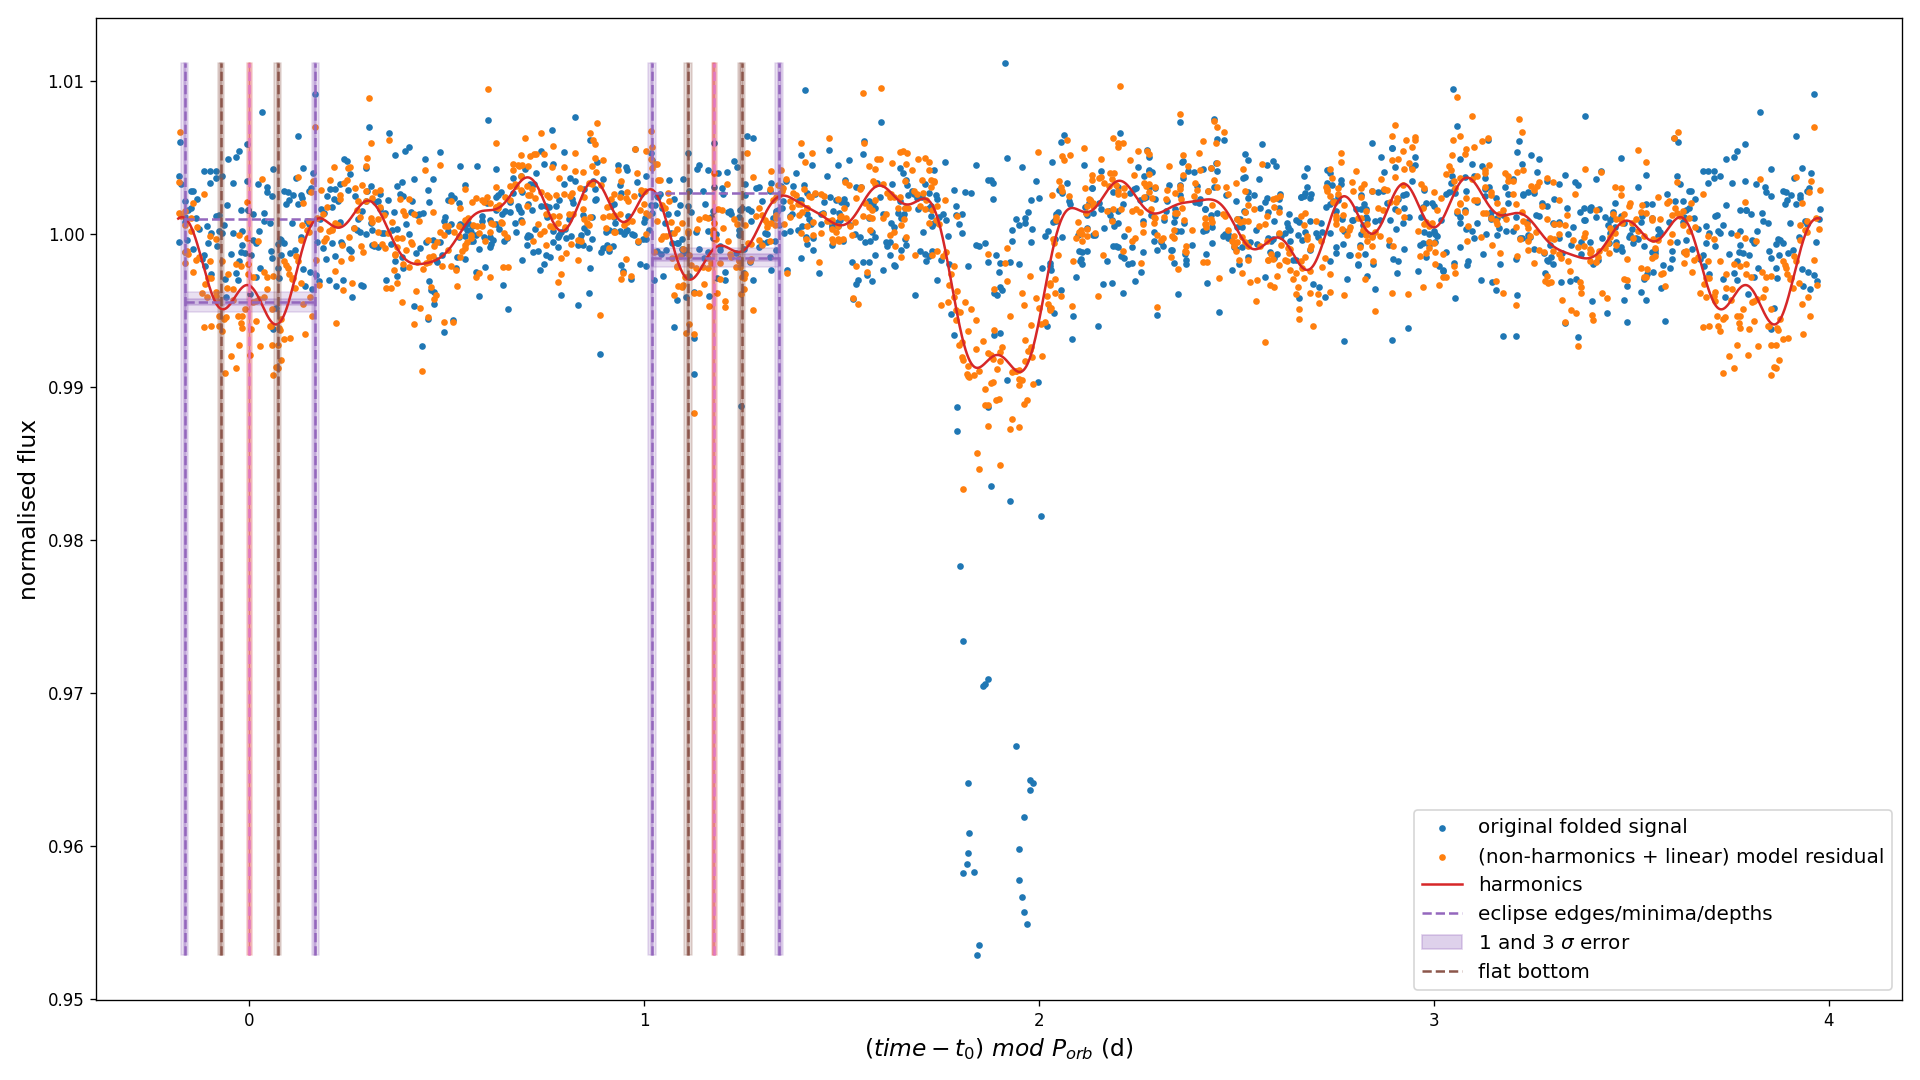 1.01
1.00
0.99
0.98
0.97
0.96
0.95
normalised flux
0 1 2 3 4
(time − t₀) mod P_orb (d)
original folded signal
(non-harmonics + linear) model residual
harmonics
eclipse edges/minima/depths
1 and 3 σ error
flat bottom